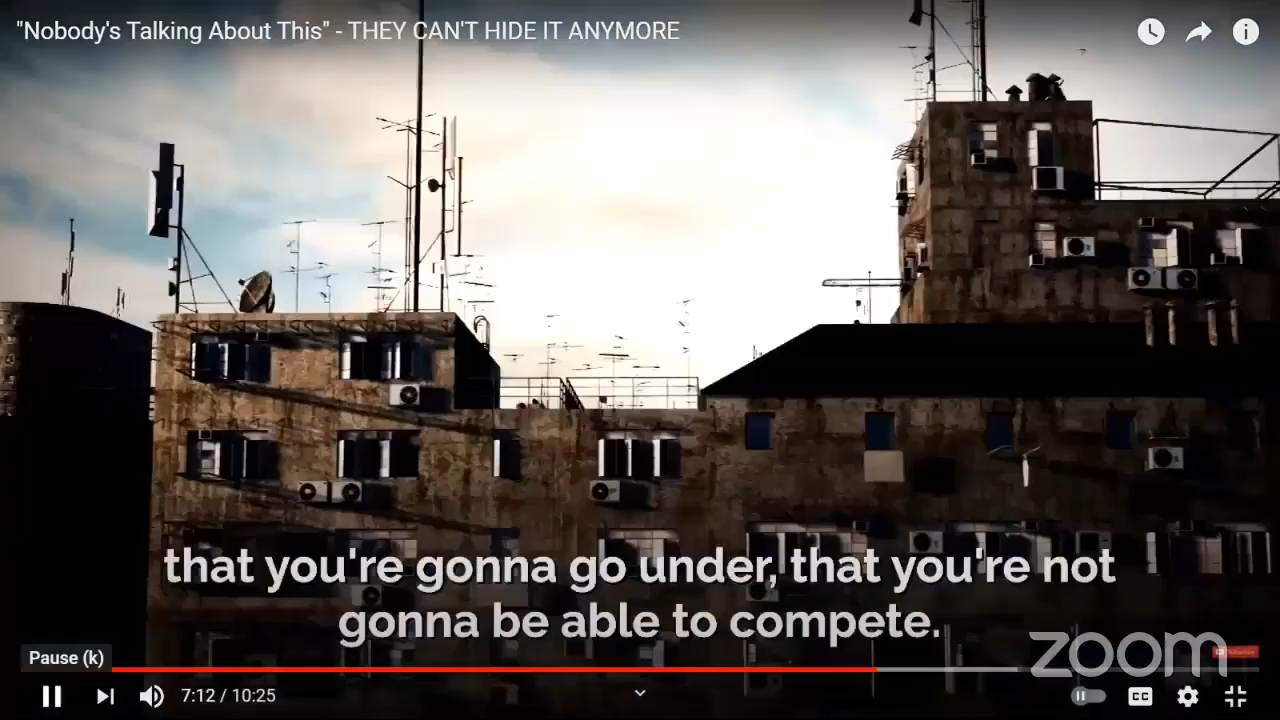 "Nobody's Talking About This" - THEY CAN'T HIDE IT ANYMORE
that you're gonna go under, that you're not
gonna be able to compete.
Pause (k)
zoom
7:12 / 10:25
CC